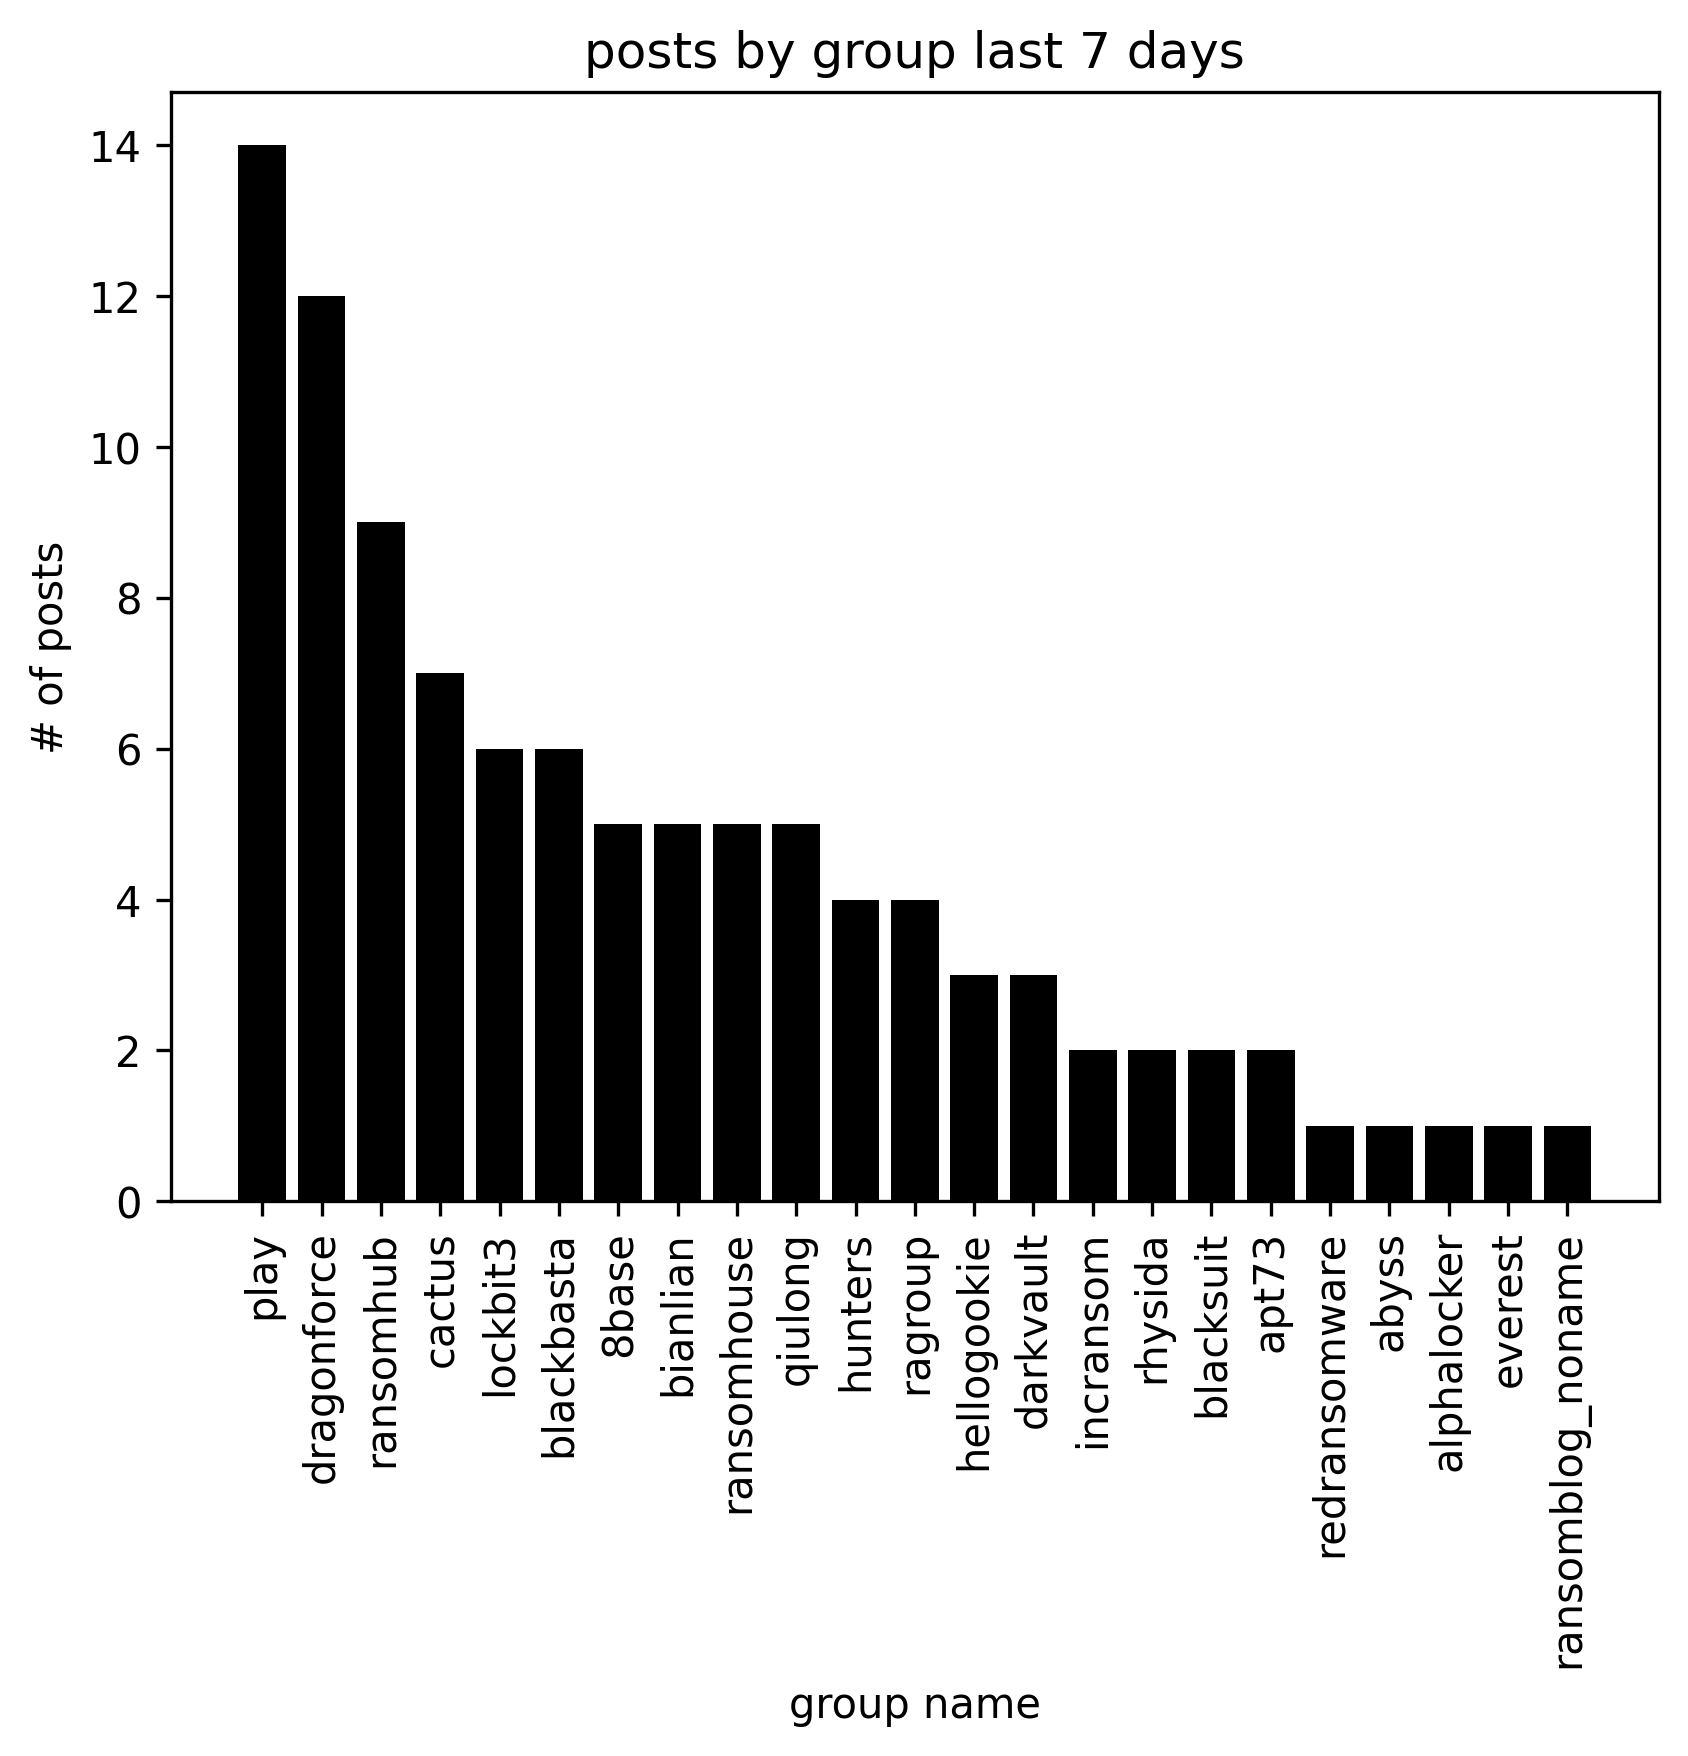 posts by group last 7 days
14
12
10
8
6
4
2
0
# of posts
play
dragonforce
ransomhub
cactus
lockbit3
blackbasta
8base
bianlian
ransomhouse
qiulong
hunters
ragroup
hellogookie
darkvault
incransom
rhysida
blacksuit
apt73
redransomware
abyss
alphalocker
everest
ransomblog_noname
group name